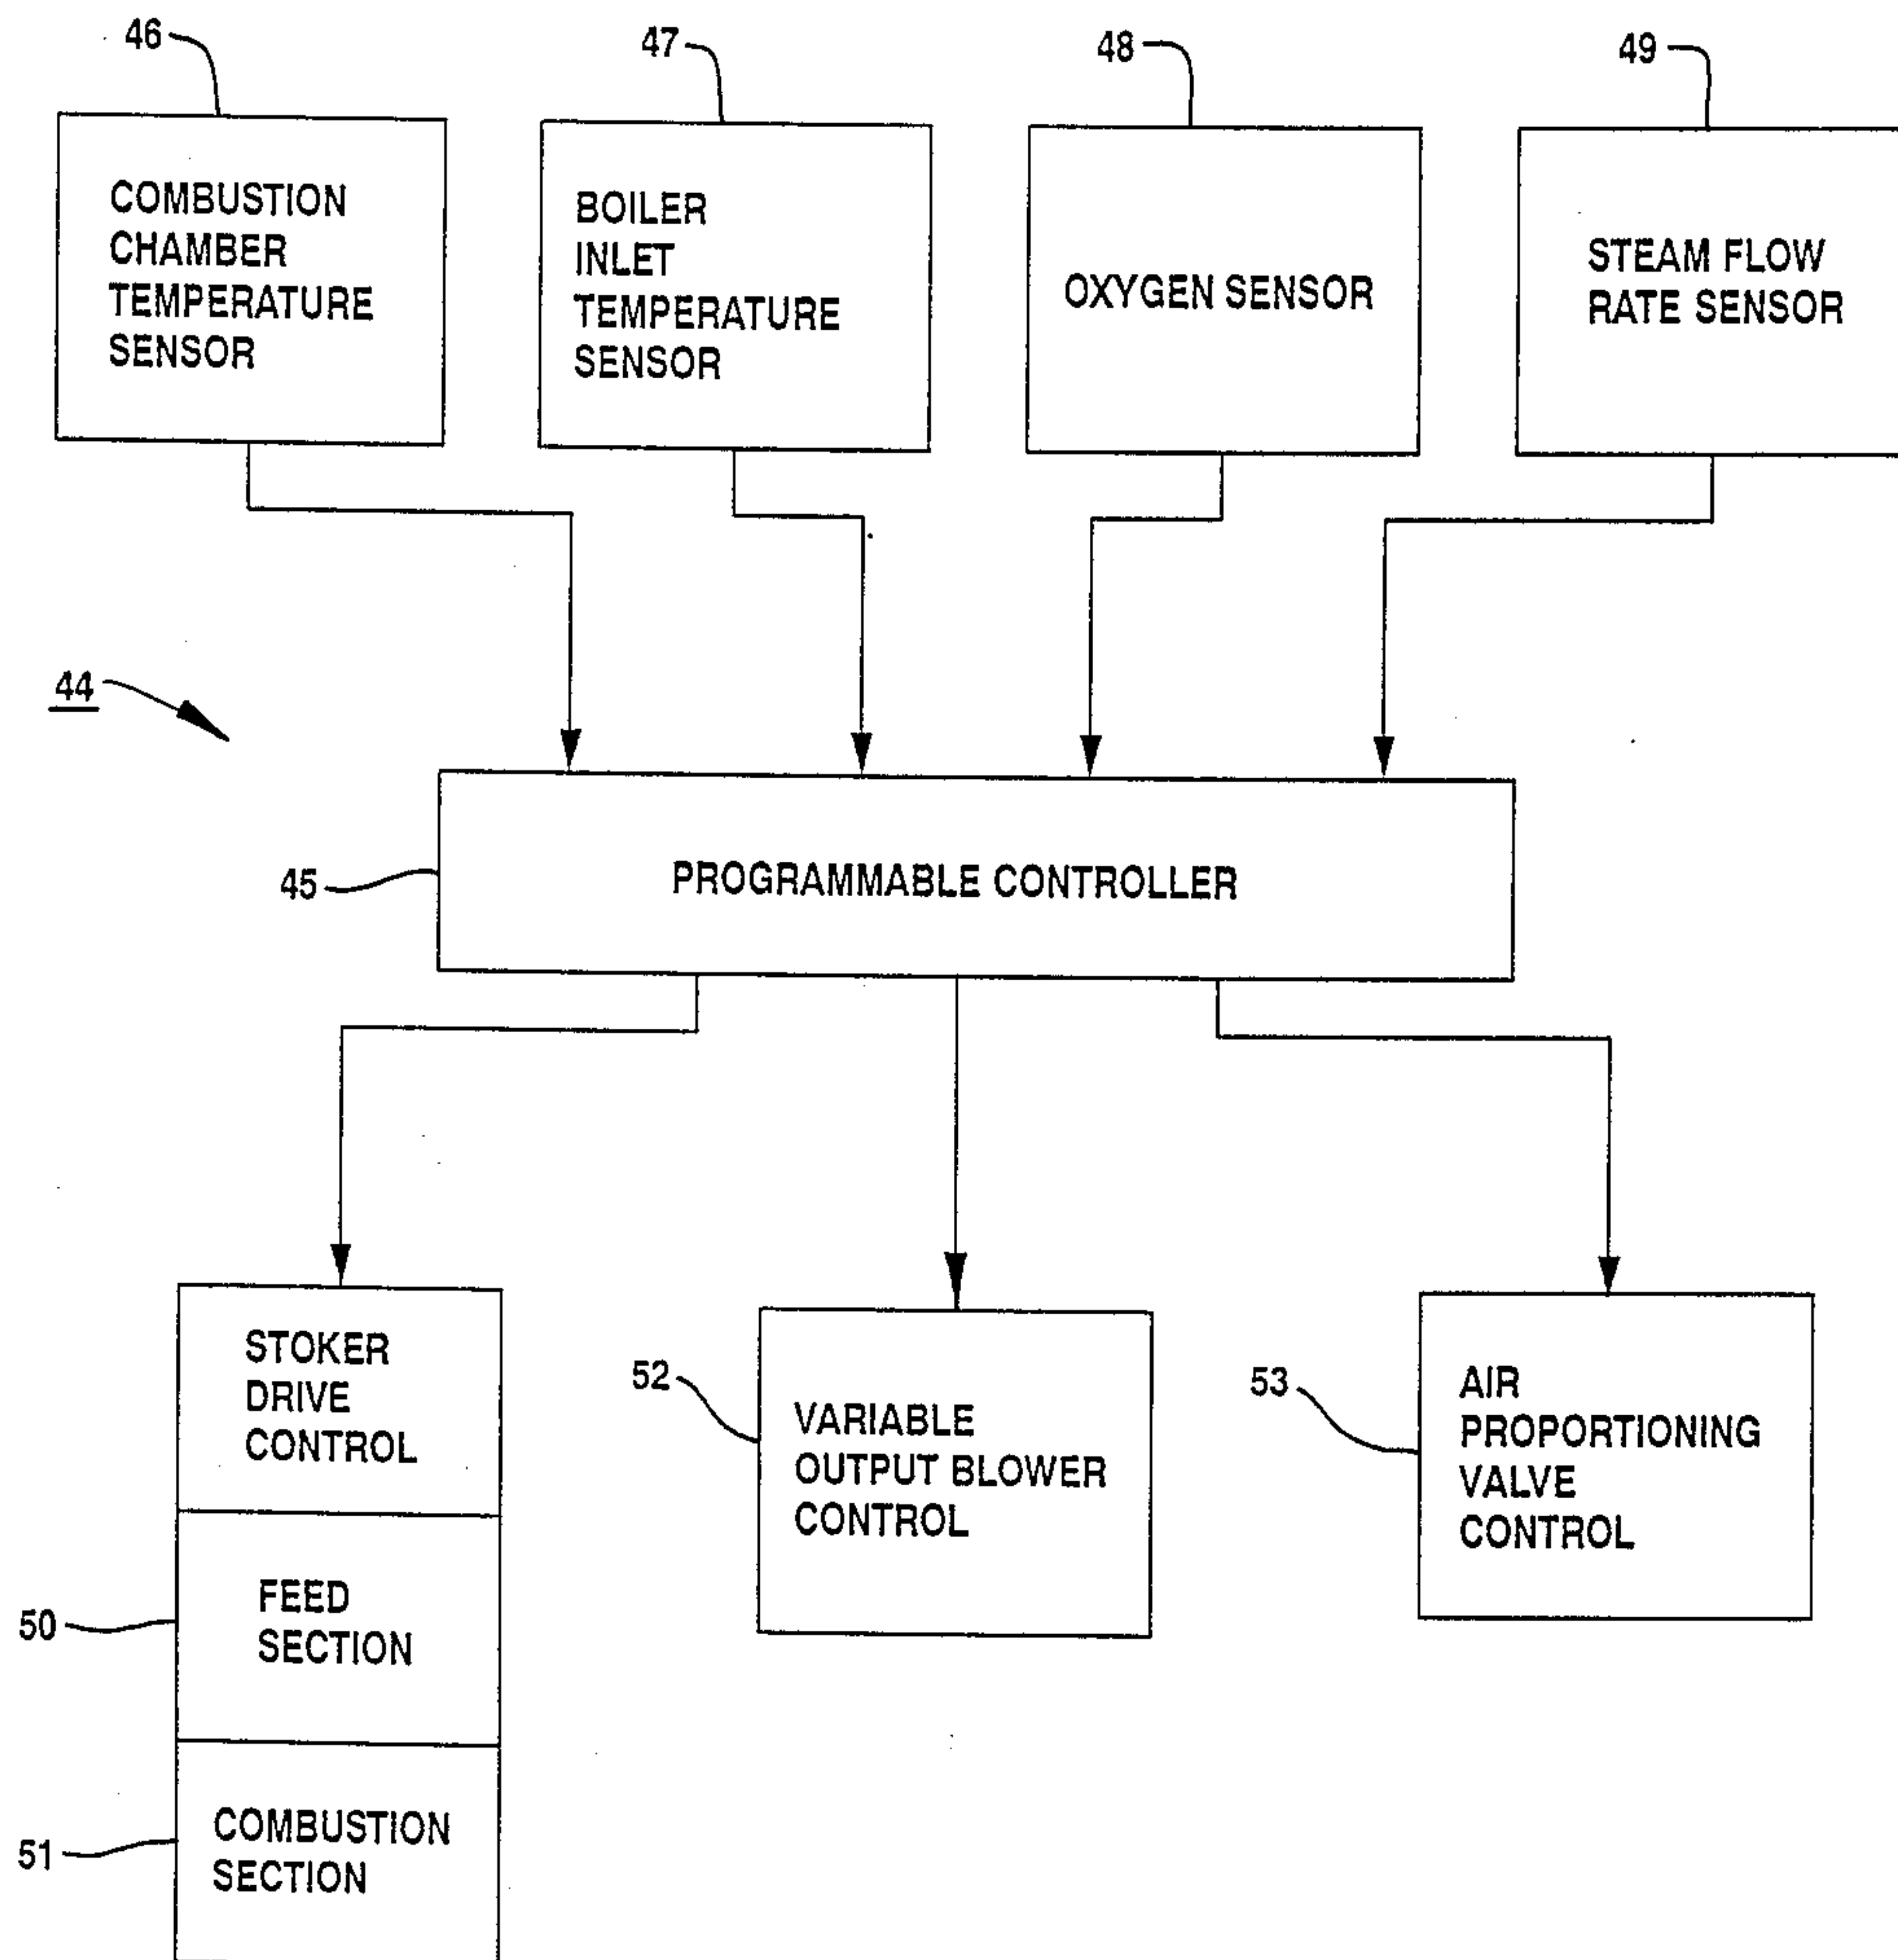 46
47
48
49
COMBUSTION
CHAMBER
TEMPERATURE
SENSOR
BOILER
INLET
TEMPERATURE
SENSOR
OXYGEN SENSOR
STEAM FLOW
RATE SENSOR
44
45
PROGRAMMABLE CONTROLLER
STOKER
DRIVE
CONTROL
50
FEED
SECTION
51
COMBUSTION
SECTION
52
VARIABLE
OUTPUT BLOWER
CONTROL
53
AIR
PROPORTIONING
VALVE
CONTROL